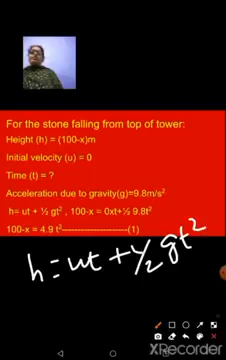 For the stone falling from top of tower:
Height (h) = (100-x)m
Initial velocity (u) = 0
Time (t) = ?
Acceleration due to gravity(g)=9.8m/s²
h= ut + ½ gt² , 100-x = 0xt+½ 9.8t²
100-x = 4.9 t²---------------------(1)
h = ut + ½ gt²
XRECORDER